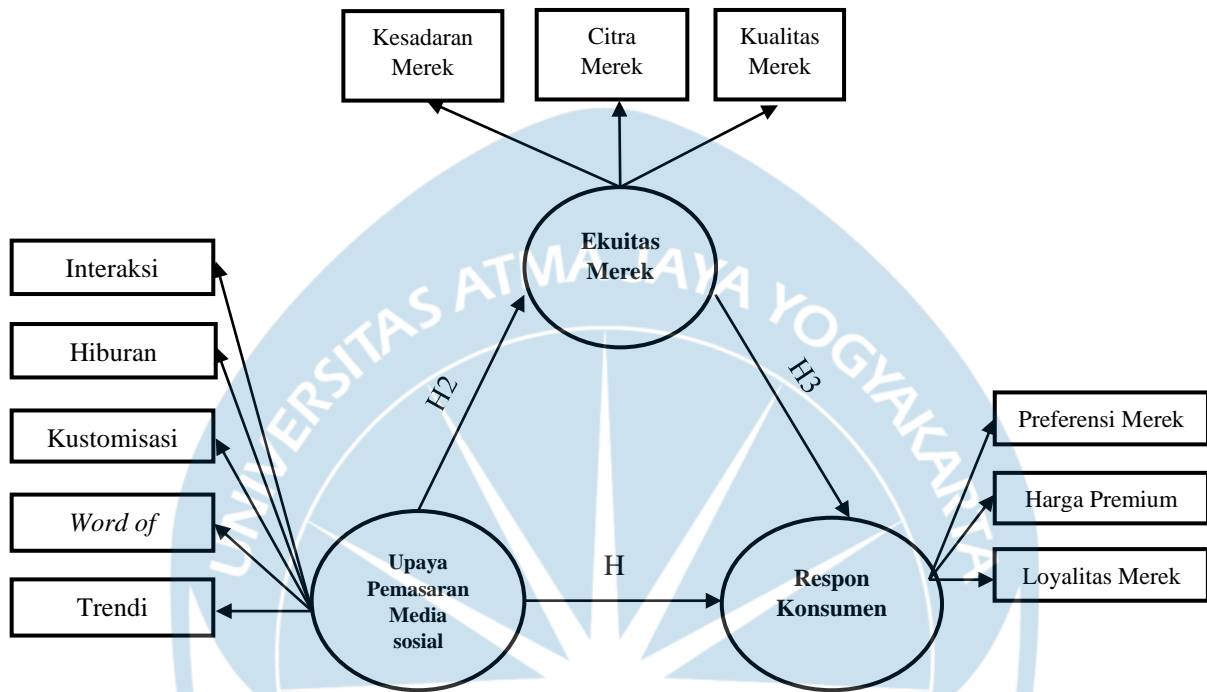 Kesadaran
Merek
Citra
Merek
Kualitas
Merek
Ekuitas
Merek
UNIVERSITAS ATMA JAYA YOGYAKARTA
Interaksi
Hiburan
Kustomisasi
Word of
Trendi
H2
H3
H
Upaya
Pemasaran
Media
sosial
Respon
Konsumen
Preferensi Merek
Harga Premium
Loyalitas Merek